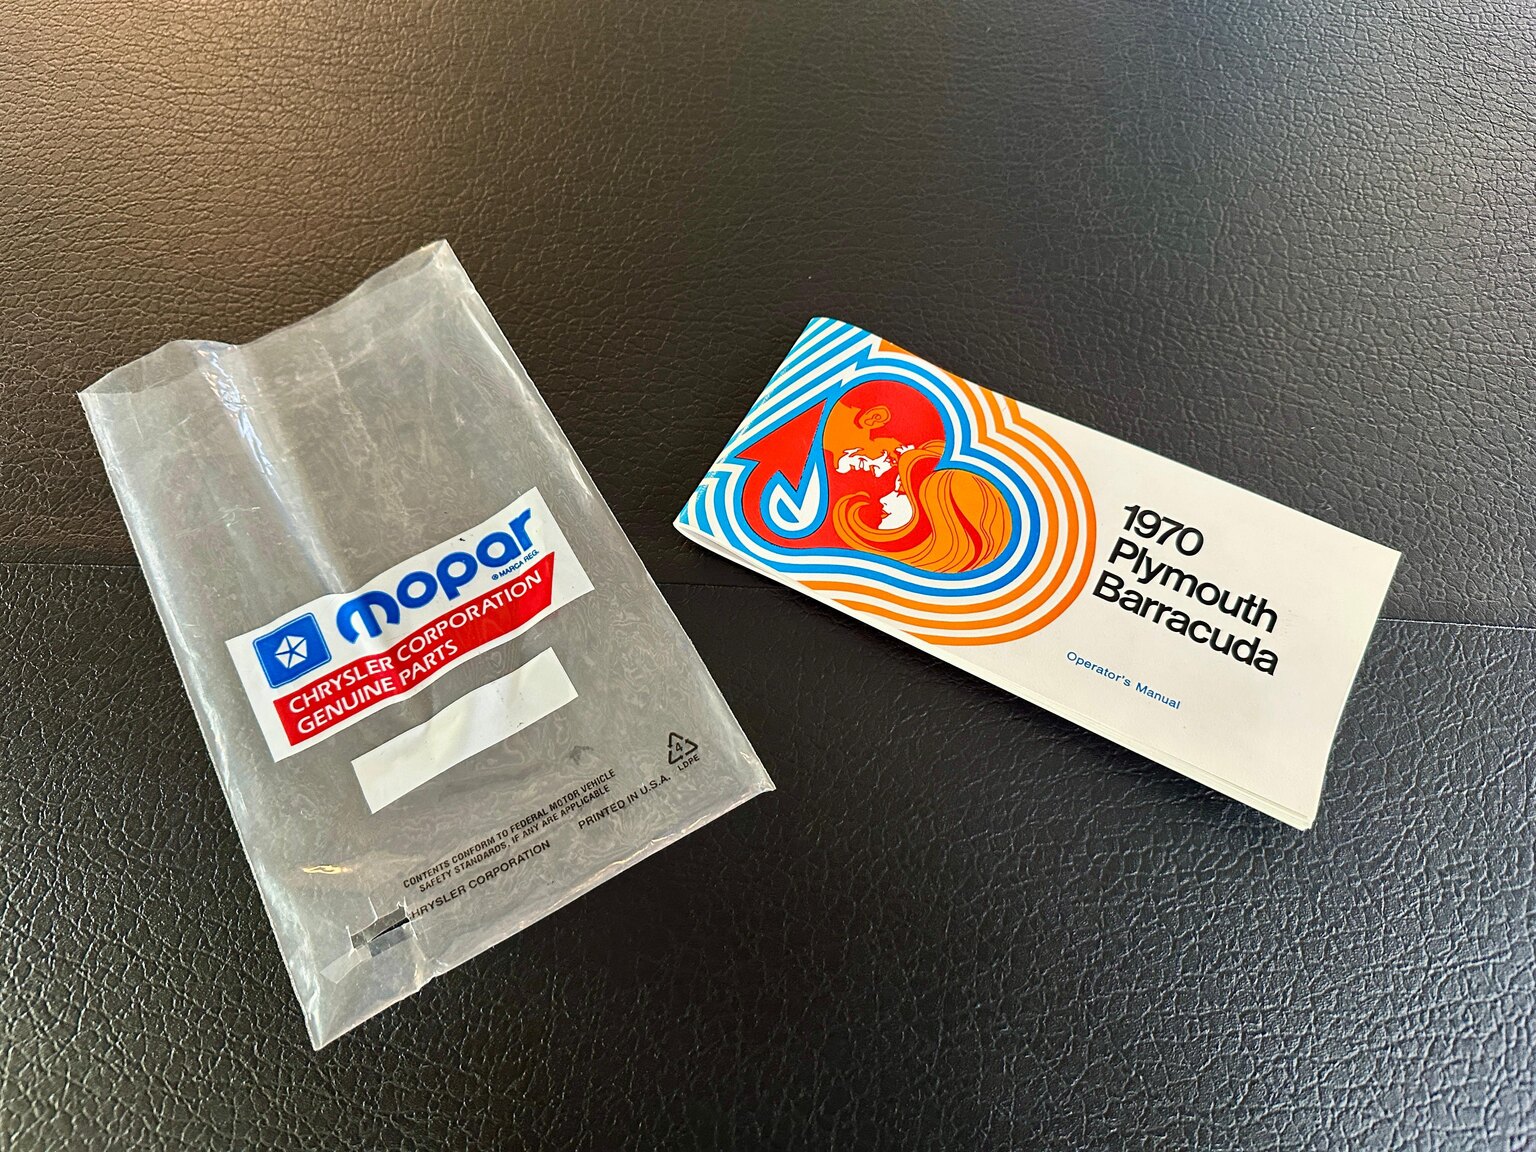 mopar
® MARCA REG.
CHRYSLER CORPORATION
GENUINE PARTS
4
LDPE
CONTENTS CONFORM TO FEDERAL MOTOR VEHICLE
SAFETY STANDARDS, IF ANY ARE APPLICABLE
PRINTED IN U.S.A.
HRYSLER CORPORATION
1970
Plymouth
Barracuda
Operator's Manual